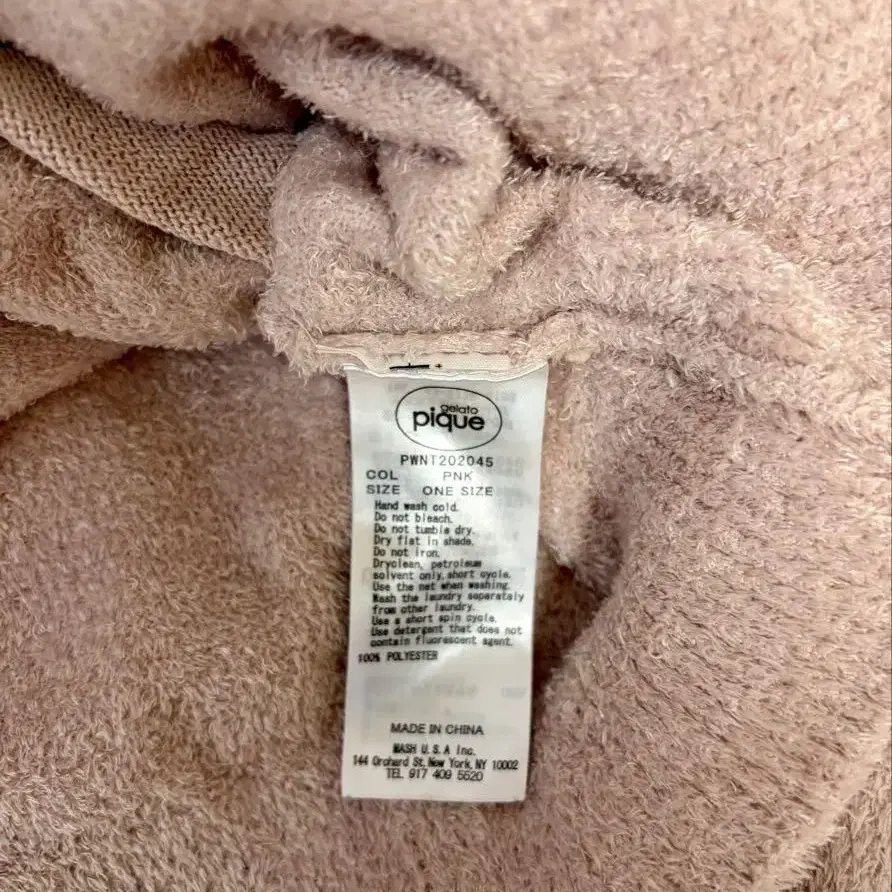 gelato
pique
PWNT202045
COL PNK
SIZE ONE SIZE
Hand wash cold.
Do not bleach.
Do not tumble dry.
Dry flat in shade.
Do not iron.
Dryclean, petroleum
solvent only, short cycle.
Use the net when washing.
Wash the laundry separately
from other laundry.
Use a short spin cycle.
Use detergent that does not
contain fluorescent agent.
100% POLYESTER
MADE IN CHINA
MASH U.S.A Inc.
144 Orchard St, New York, NY 10002
TEL 917 409 5520